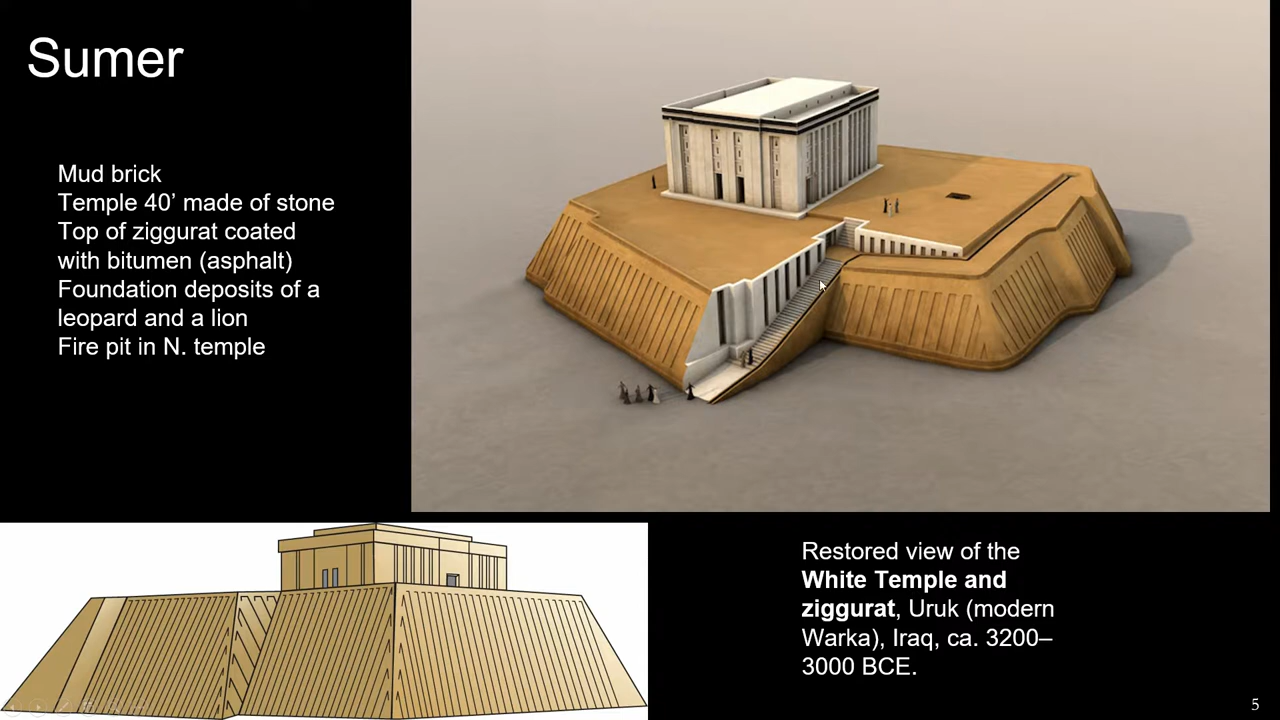 Sumer
Mud brick
Temple 40’ made of stone
Top of ziggurat coated
with bitumen (asphalt)
Foundation deposits of a
leopard and a lion
Fire pit in N. temple
Restored view of the
White Temple and
ziggurat, Uruk (modern
Warka), Iraq, ca. 3200–
3000 BCE.
5